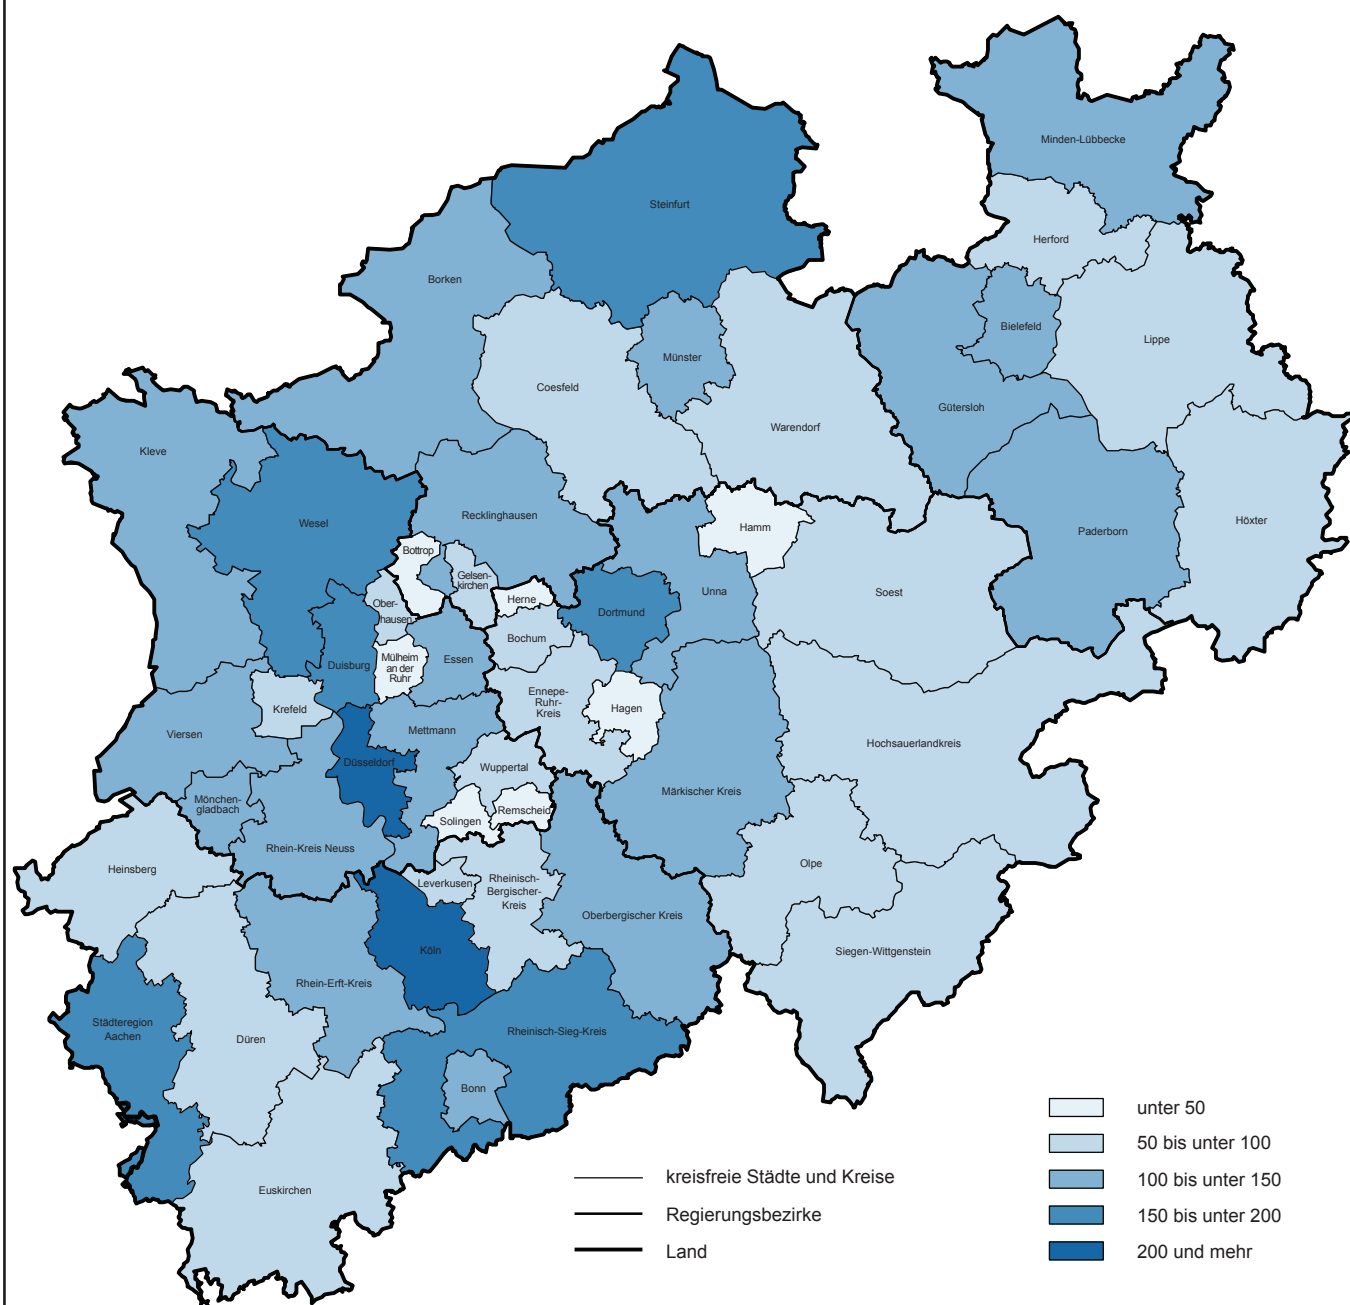 Minden-Lübbecke
Steinfurt
Herford
Borken
Bielefeld
Lippe
Münster
Coesfeld
Gütersloh
Warendorf
Kleve
Recklinghausen
Wesel
Hamm
Höxter
Paderborn
Bottrop
Gelsen-
kirchen
Unna
Soest
Herne
Ober-
hausen
Dortmund
Bochum
Duisburg
Mülheim
an der
Ruhr
Essen
Ennepe-
Ruhr-
Kreis
Hagen
Krefeld
Viersen
Mettmann
Hochsauerlandkreis
Düsseldorf
Wuppertal
Märkischer Kreis
Mönchen-
gladbach
Solingen
Remscheid
Rhein-Kreis Neuss
Olpe
Heinsberg
Leverkusen
Rheinisch-
Bergischer-
Kreis
Oberbergischer Kreis
Köln
Siegen-Wittgenstein
Rhein-Erft-Kreis
Städteregion
Aachen
Düren
Rheinisch-Sieg-Kreis
Bonn
Euskirchen
kreisfreie Städte und Kreise
Regierungsbezirke
Land
unter 50
50 bis unter 100
100 bis unter 150
150 bis unter 200
200 und mehr